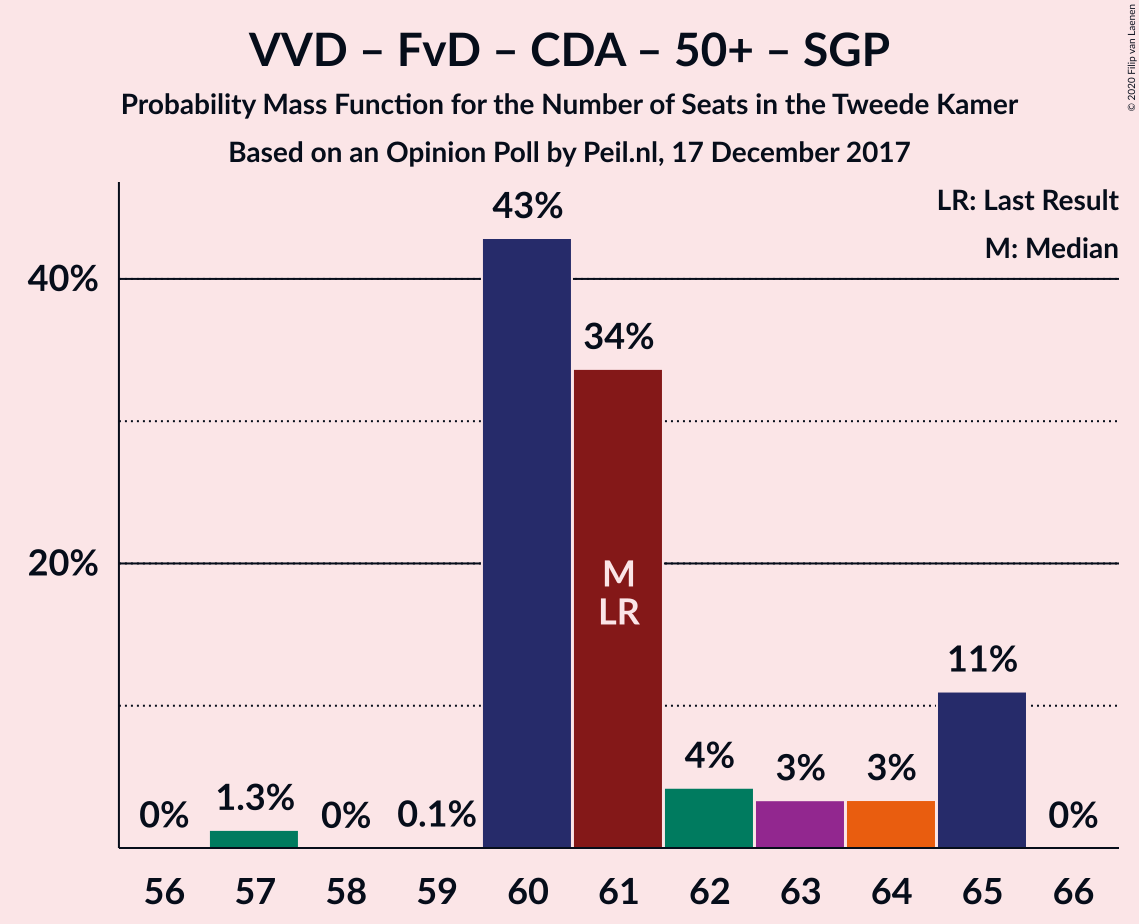 VVD – FvD – CDA – 50+ – SGP
Probability Mass Function for the Number of Seats in the Tweede Kamer
Based on an Opinion Poll by Peil.nl, 17 December 2017
© 2020 Filip van Laenen
LR: Last Result
M: Median
40%
20%
0%
1.3%
0%
0.1%
43%
34%
4%
3%
3%
11%
0%
M
LR
56 57 58 59 60 61 62 63 64 65 66